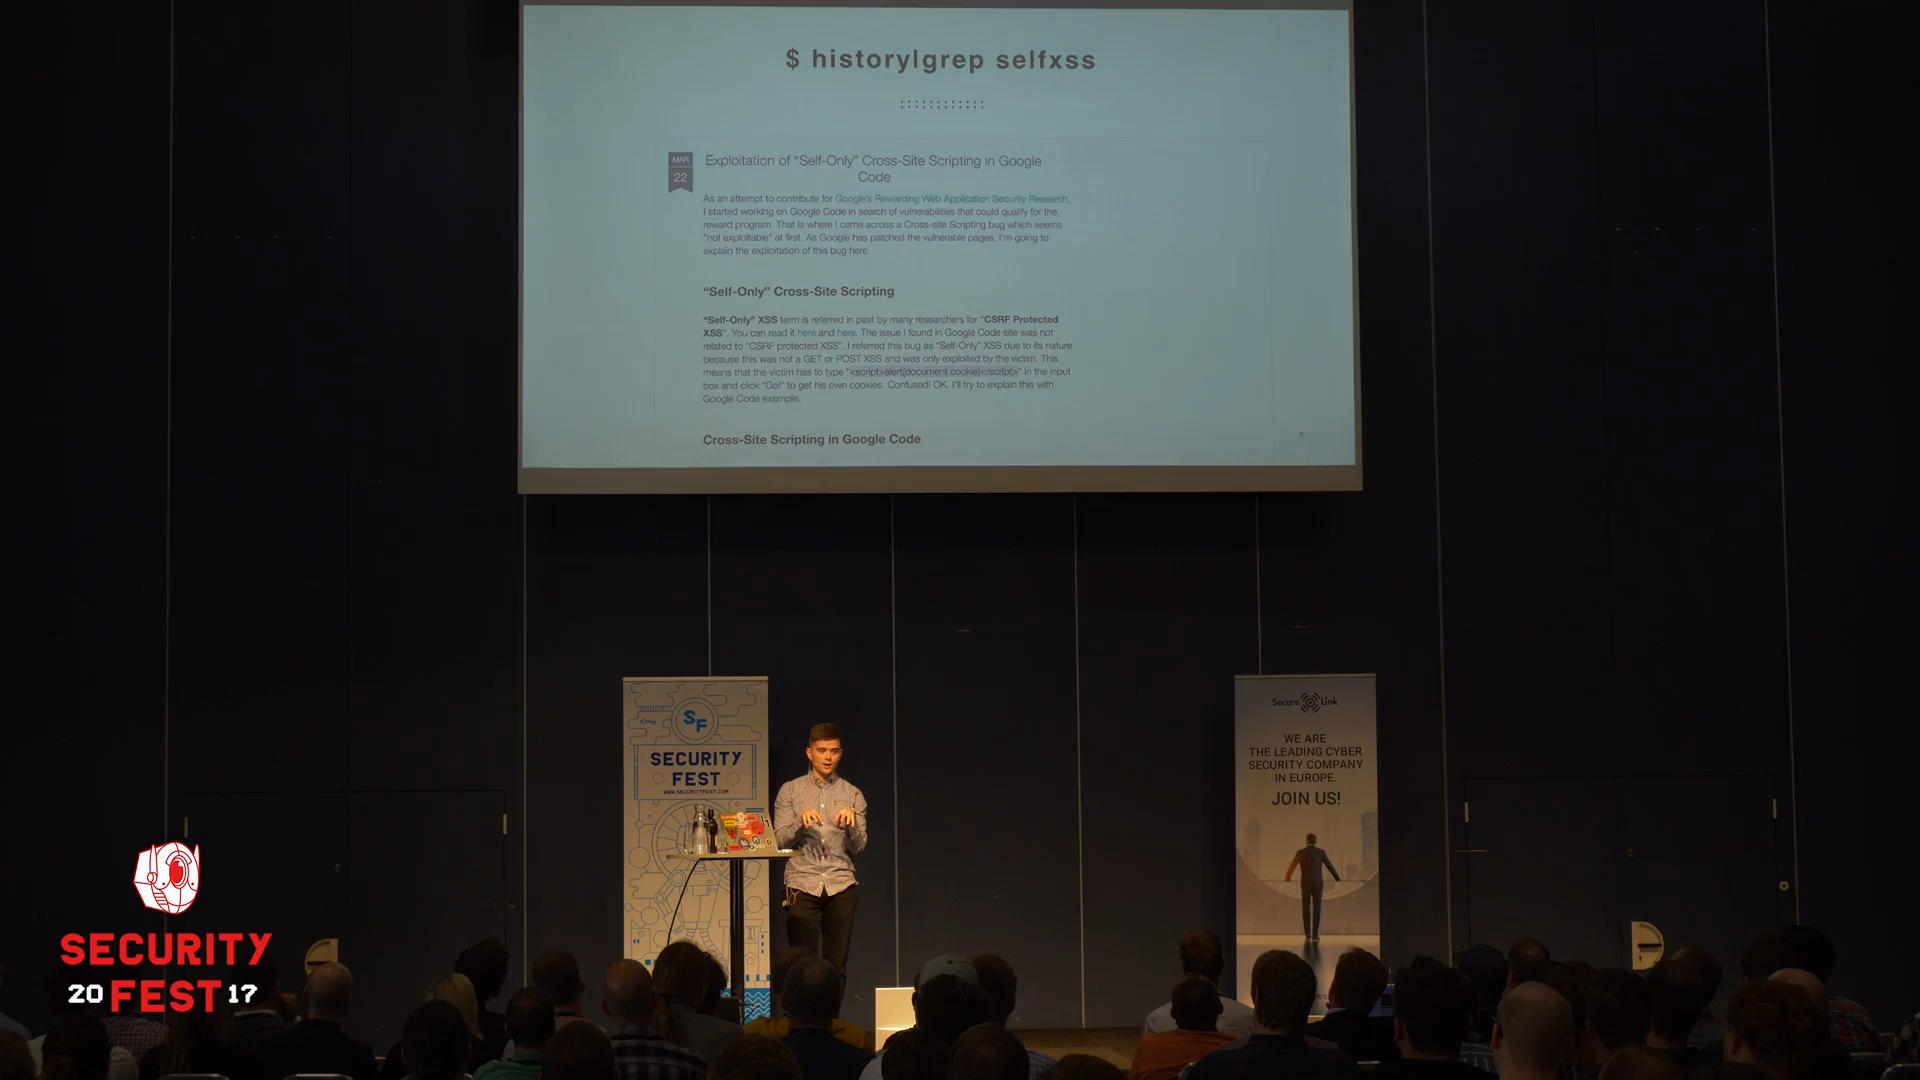 $ history|grep selfxss
MAR
22
Exploitation of “Self-Only” Cross-Site Scripting in Google
Code
As an attempt to contribute for Google's Rewarding Web Application Security Research,
I started working on Google Code in search of vulnerabilities that could qualify for the
reward program. That is where I came across a Cross-site Scripting bug which seems
“not exploitable” at first. As Google has patched the vulnerable pages, I'm going to
explain the exploitation of this bug here.
“Self-Only” Cross-Site Scripting
“Self-Only” XSS term is referred in past by many researchers for “CSRF Protected
XSS”. You can read it here and here. The issue I found in Google Code site was not
related to “CSRF protected XSS”. I referred this bug as “Self-Only” XSS due to its nature
because this was not a GET or POST XSS and was only exploited by the victim. This
means that the victim has to type “<script>alert(document.cookie)</script>” in the input
box and click “Go!” to get his own cookies. Confused! OK. I'll try to explain this with
Google Code example.
Cross-Site Scripting in Google Code
SF
SECURITY
FEST
WWW.SECURITYFEST.COM
Secure Link
WE ARE
THE LEADING CYBER
SECURITY COMPANY
IN EUROPE.
JOIN US!
SECURITY
20 FEST 17